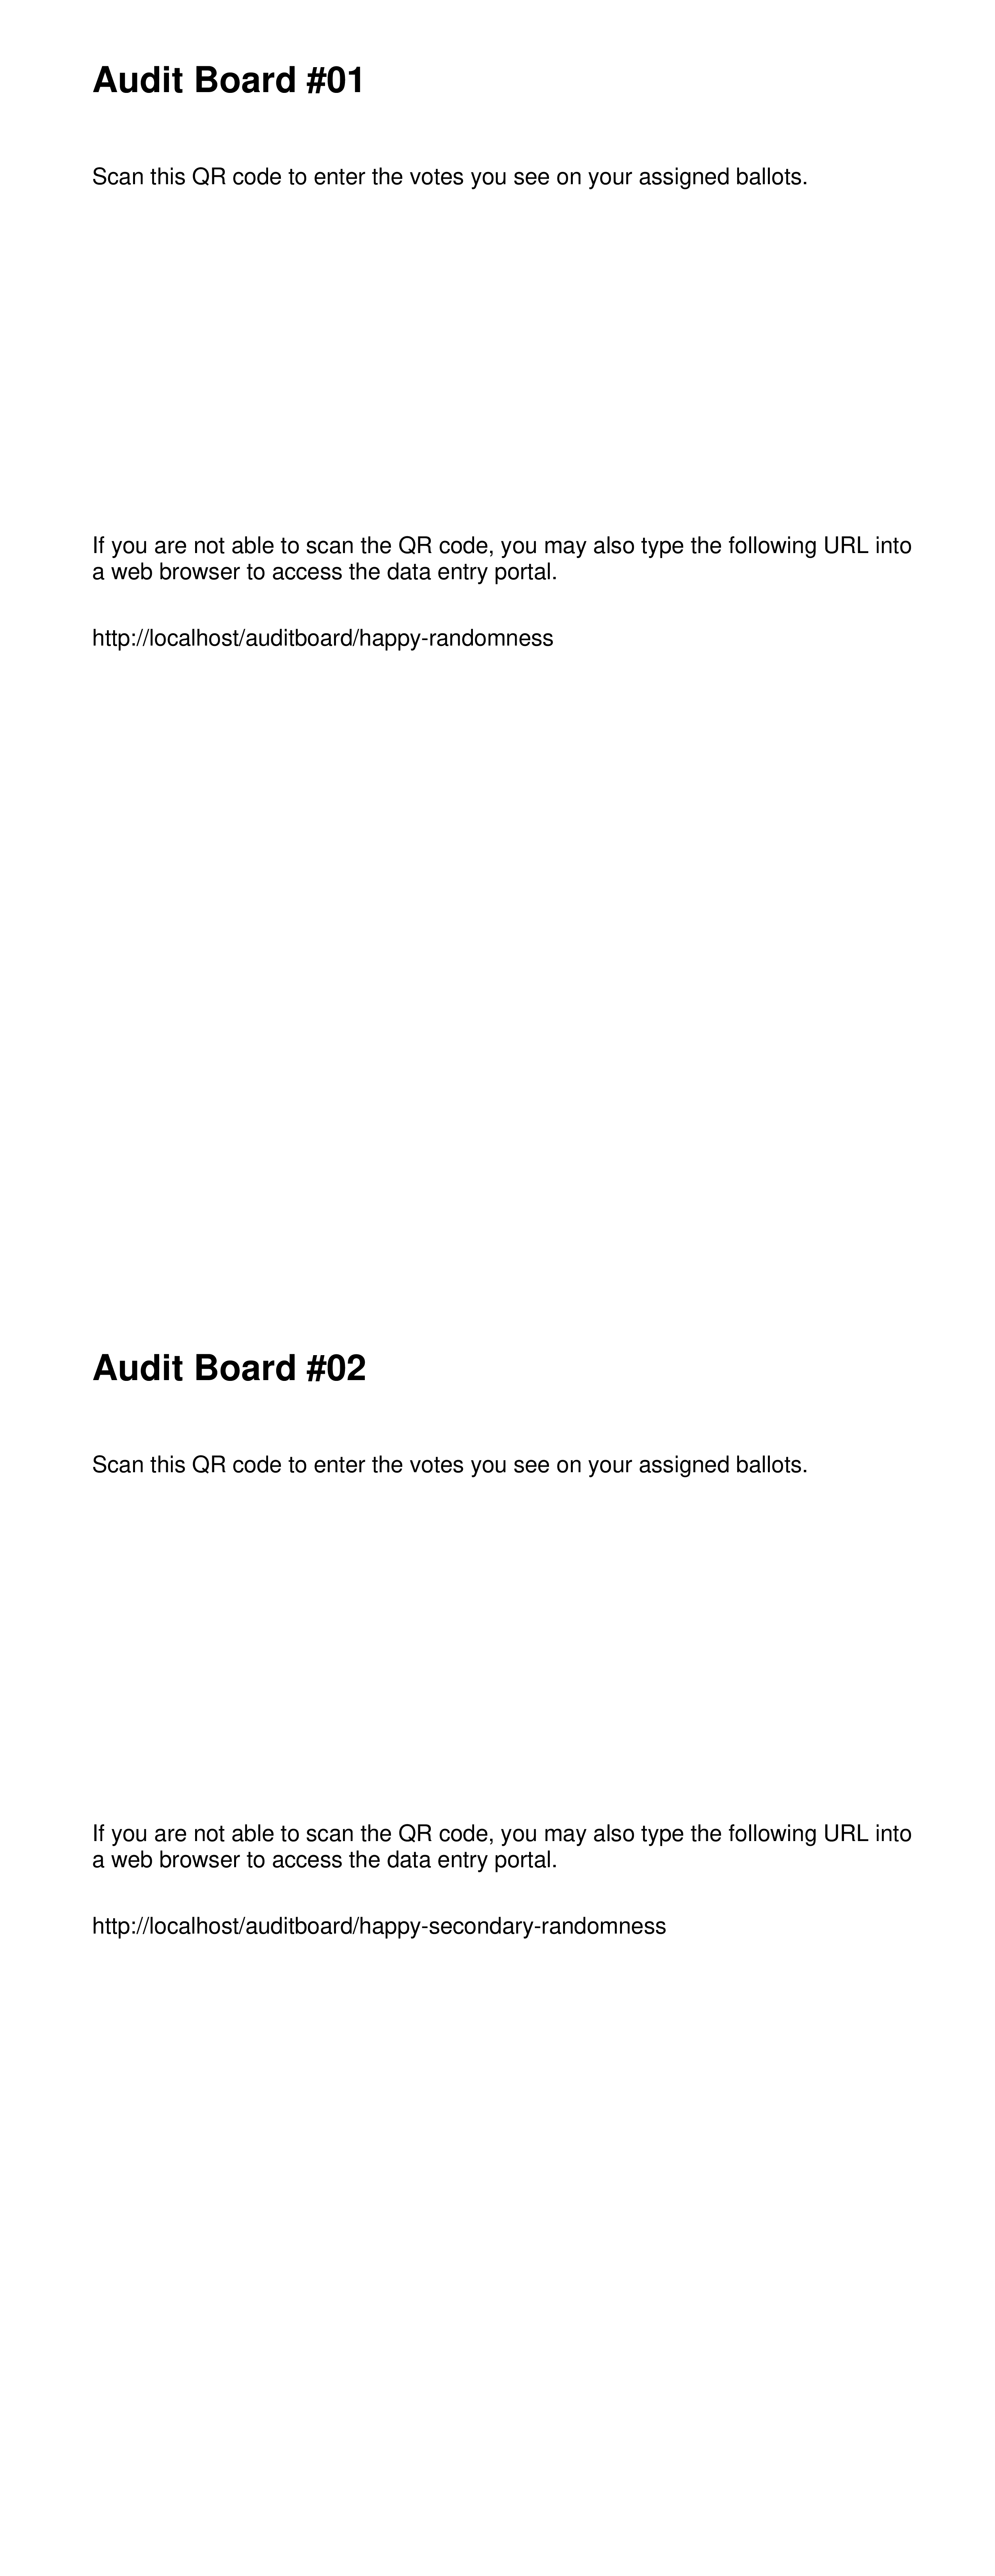 Audit Board #01
Scan this QR code to enter the votes you see on your assigned ballots.
If you are not able to scan the QR code, you may also type the following URL into
a web browser to access the data entry portal.
http://localhost/auditboard/happy-randomness
Audit Board #02
Scan this QR code to enter the votes you see on your assigned ballots.
If you are not able to scan the QR code, you may also type the following URL into
a web browser to access the data entry portal.
http://localhost/auditboard/happy-secondary-randomness